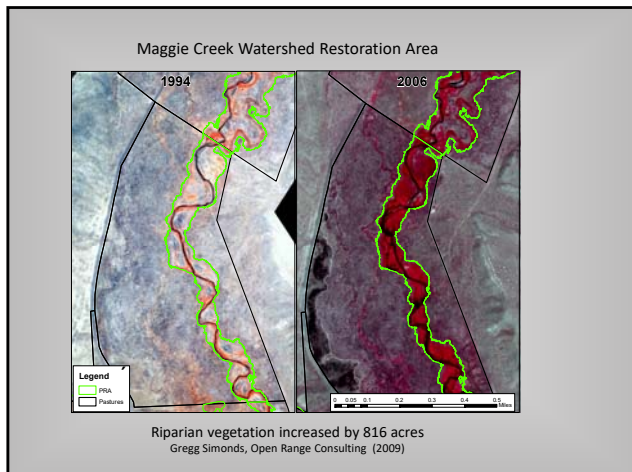 Maggie Creek Watershed Restoration Area
1994
2006
Legend
PRA
Pastures
0 0.05 0.1 0.2 0.3 0.4 0.5
Miles
Riparian vegetation increased by 816 acres
Gregg Simonds, Open Range Consulting (2009)